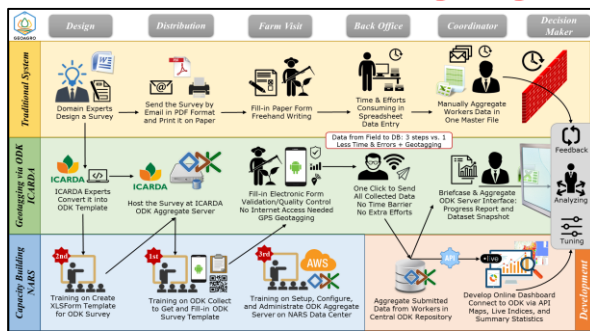 GEOAGRO
Design
Distribution
Farm Visit
Back Office
Coordinator
Decision
Maker
Traditional System
Domain Experts
Design a Survey
PDF
Send the Survey by
Email in PDF Format
and Print it on Paper
Fill-in Paper Form
Freehand Writing
Time & Efforts
Consuming in
Spreadsheet
Data Entry
Manually Aggregate
Workers Data in
One Master File
Data from Field to DB: 3 steps vs. 1
Less Time & Errors + Geotagging
Geotagging via ODK
ICARDA
ICARDA
ICARDA Experts
Convert it into
ODK Template
ICARDA
Host the Survey at ICARDA
ODK Aggregate Server
Fill-in Electronic Form
Validation/Quality Control
No Internet Access Needed
GPS Geotagging
One Click to Send
All Collected Data
No Time Barrier
No Extra Efforts
Briefcase & Aggregate
ODK Server Interface:
Progress Report and
Dataset Snapshot
Feedback
Analyzing
Tuning
Capacity Building
NARS
2nd
Training on Create
XLSForm Template
for ODK Survey
1st
Training on ODK Collect
to Get and Fill-in ODK
Survey Template
3rd
AWS
Training on Setup, Configure,
and Administrate ODK Aggregate
Server on NARS Data Center
Aggregate Submitted
Data from Workers in
Central ODK Repository
API
live
Develop Online Dashboard
Connect to ODK via API
Maps, Live Indices, and
Summary Statistics
Development